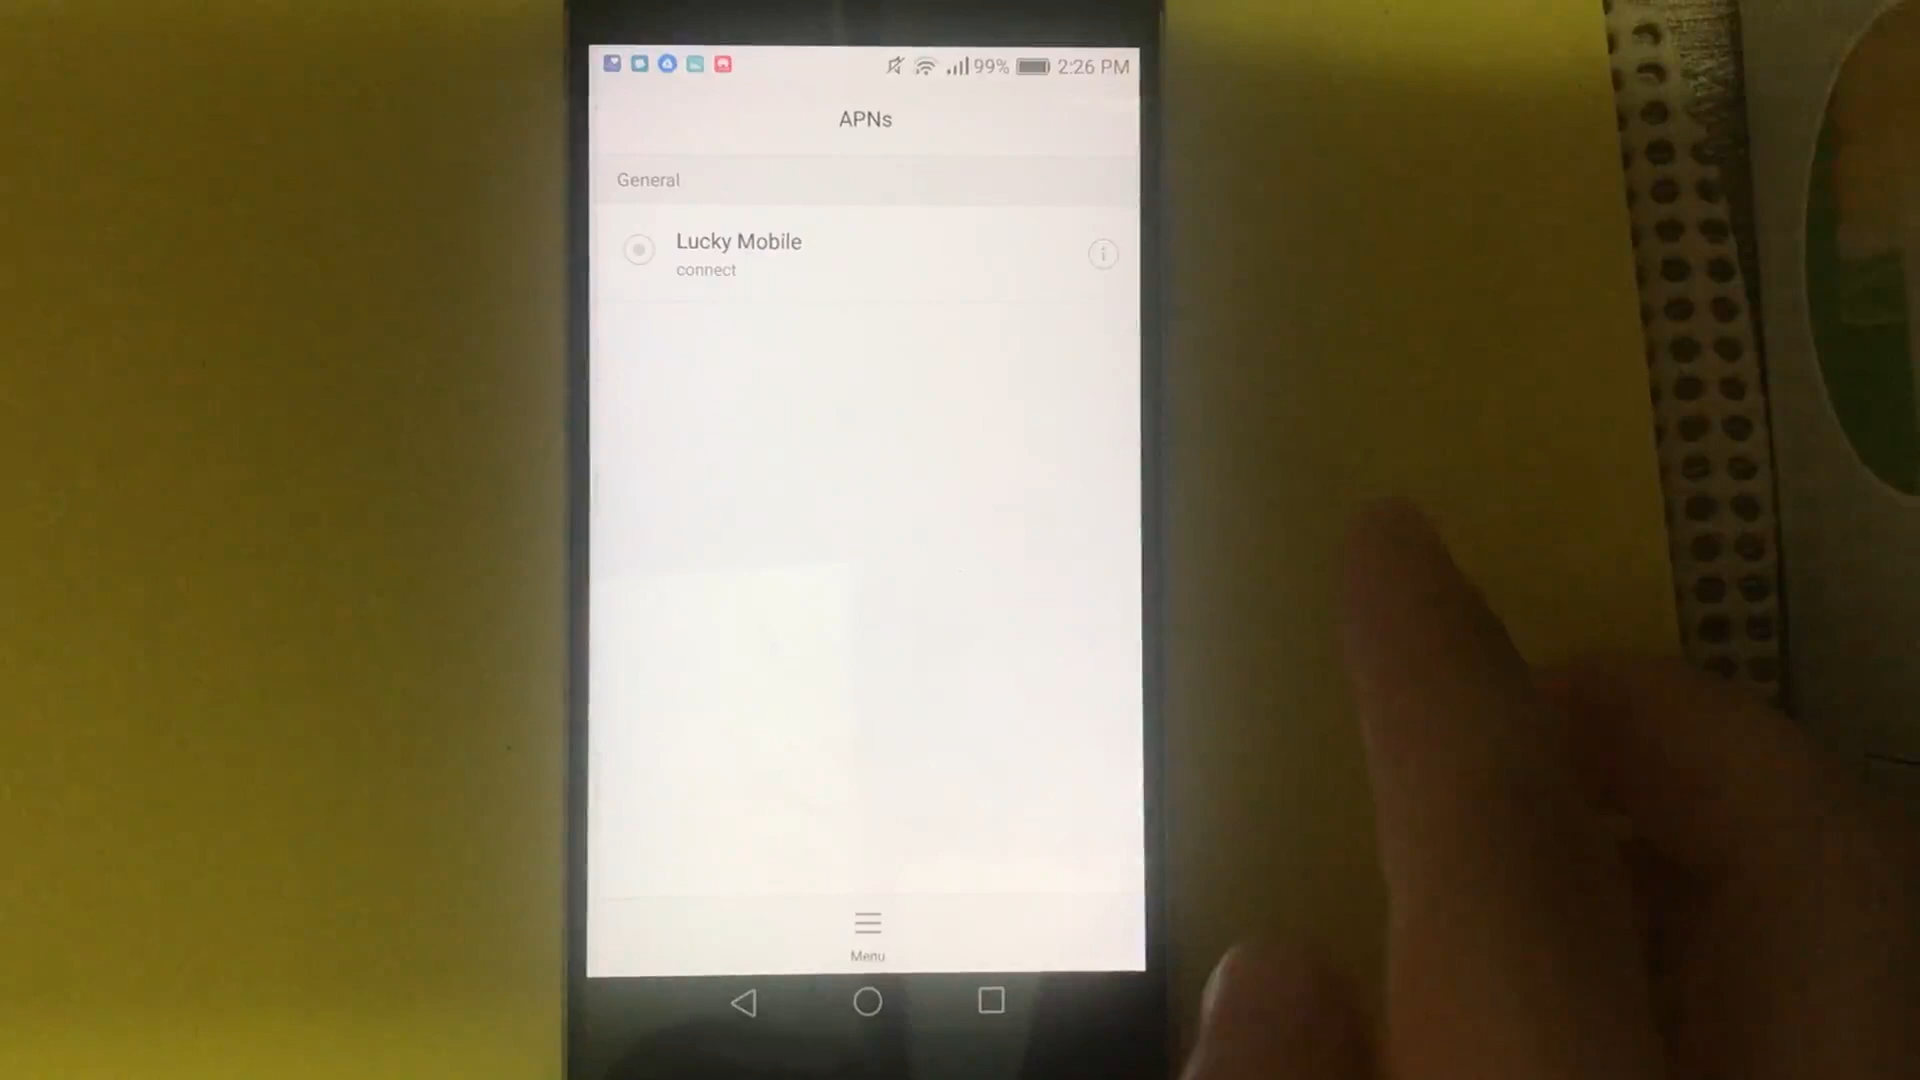 99% 2:26 PM
APNs
General
Lucky Mobile
connect
Menu